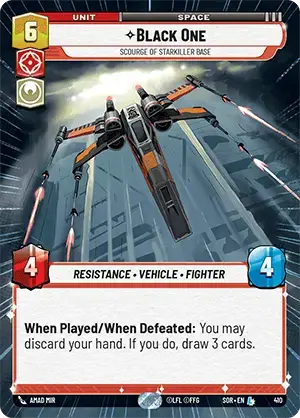 UNIT
SPACE
6
✧BLACK ONE
SCOURGE OF STARKILLER BASE
4
4
RESISTANCE • VEHICLE • FIGHTER
When Played/When Defeated: You may
discard your hand. If you do, draw 3 cards.
AMAD MIR
©LFL ©FFG
SOR • EN
410